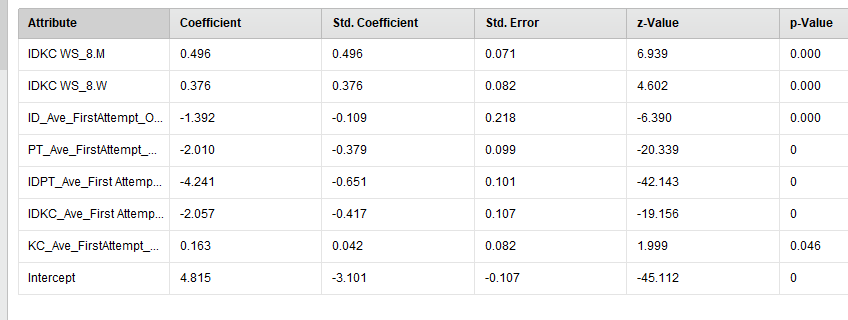 Attribute Coefficient Std. Coefficient Std. Error z-Value p-Value
IDKC WS_8.M 0.496 0.496 0.071 6.939 0.000
IDKC WS_8.W 0.376 0.376 0.082 4.602 0.000
ID_Ave_FirstAttempt_O... -1.392 -0.109 0.218 -6.390 0.000
PT_Ave_FirstAttempt_... -2.010 -0.379 0.099 -20.339 0
IDPT_Ave_First Attemp... -4.241 -0.651 0.101 -42.143 0
IDKC_Ave_First Attemp... -2.057 -0.417 0.107 -19.156 0
KC_Ave_FirstAttempt_... 0.163 0.042 0.082 1.999 0.046
Intercept 4.815 -3.101 -0.107 -45.112 0